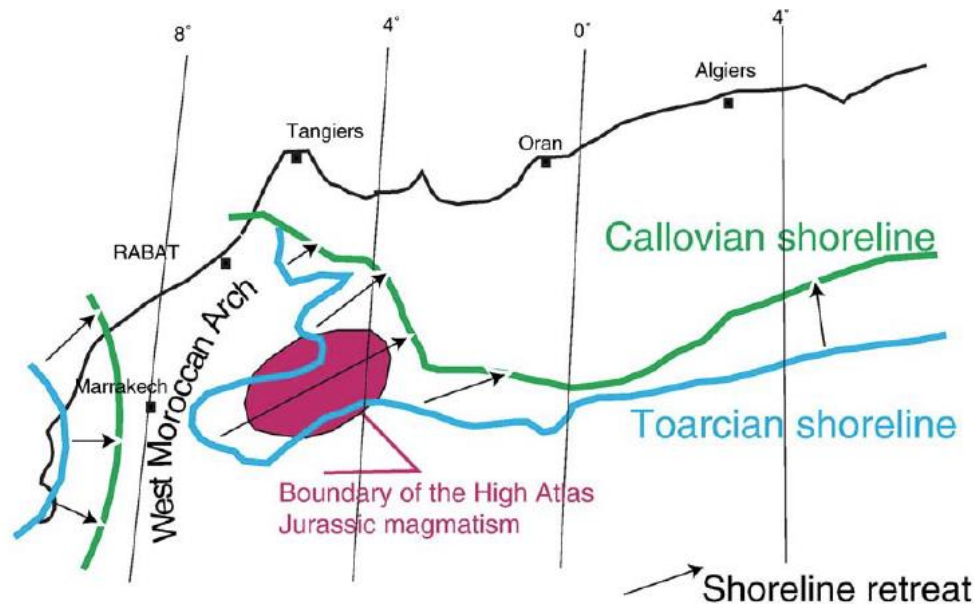 8°
4°
0°
4°
Algiers
Tangiers
Oran
RABAT
Callovian shoreline
West Moroccan Arch
Marrakech
Toarcian shoreline
Boundary of the High Atlas
Jurassic magmatism
Shoreline retreat